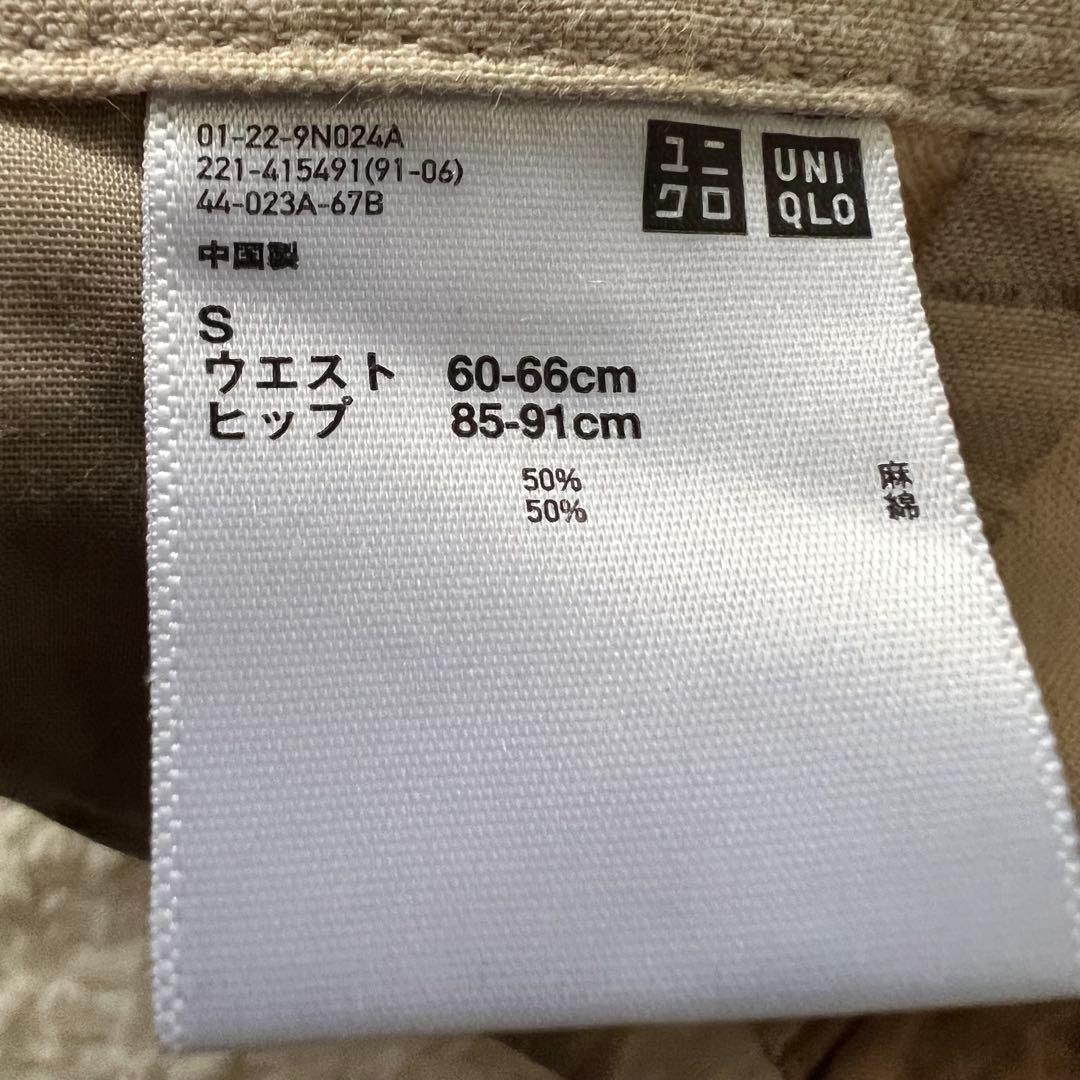 01-22-9N024A
221-415491(91-06)
44-023A-67B
ユニ
クロ
UNI
QLO
中国製
S
ウエスト 60-66cm
ヒップ 85-91cm
50% 麻
50% 綿